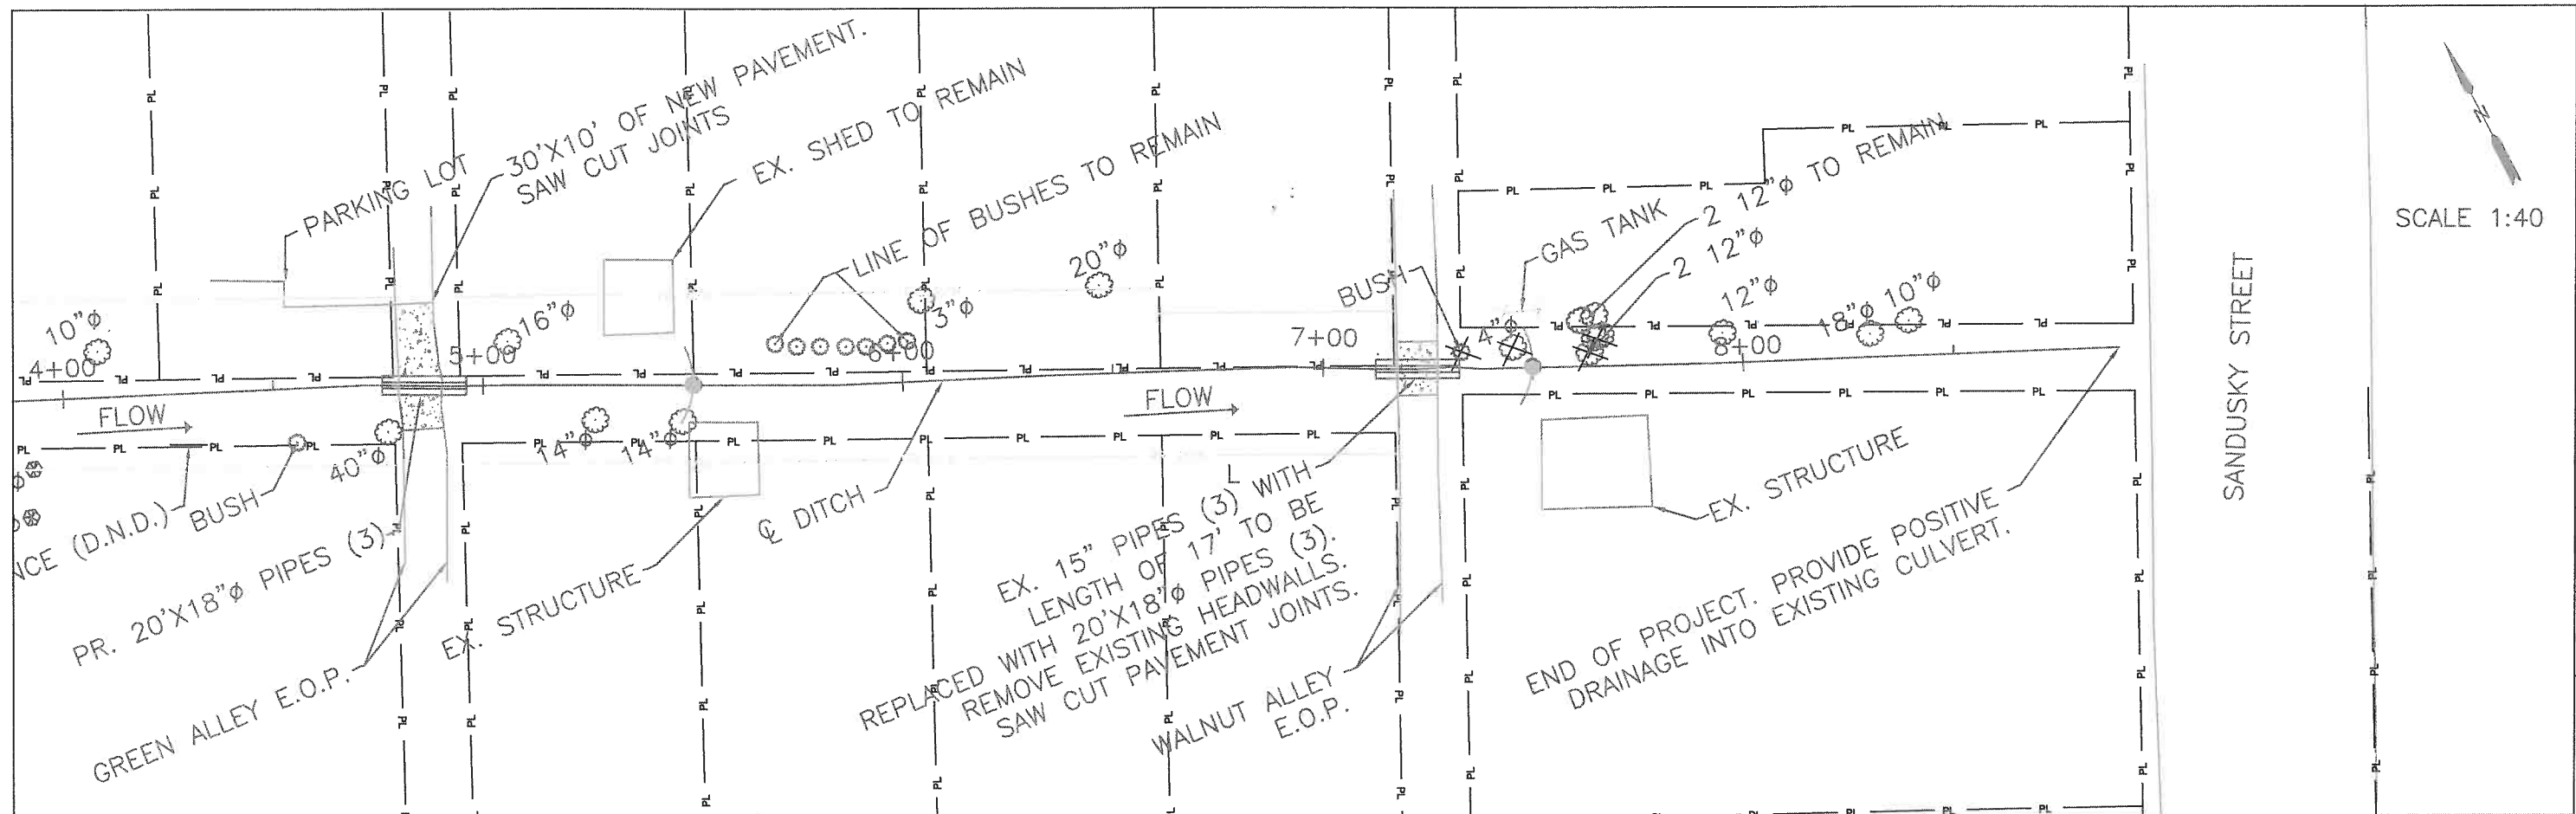 30'X10' OF NEW PAVEMENT.
SAW CUT JOINTS
PARKING LOT
EX. SHED TO REMAIN
LINE OF BUSHES TO REMAIN
2 12"ϕ TO REMAIN
2 12"ϕ
GAS TANK
BUSH
SCALE 1:40
N
SANDUSKY STREET
10"ϕ
16"ϕ
3"ϕ
20"ϕ
4"ϕ
12"ϕ
18"ϕ
10"ϕ
4+00
5+00
6+00
7+00
8+00
FLOW
FLOW
40"ϕ
14"ϕ
14"ϕ
NCE (D.N.D.)
BUSH
PR. 20'X18"ϕ PIPES (3)
GREEN ALLEY E.O.P.
EX. STRUCTURE
℄ DITCH
L
EX. 15" PIPES (3) WITH
LENGTH OF 17' TO BE
REPLACED WITH 20'X18"ϕ PIPES (3).
REMOVE EXISTING HEADWALLS.
SAW CUT PAVEMENT JOINTS.
WALNUT ALLEY
E.O.P.
EX. STRUCTURE
END OF PROJECT. PROVIDE POSITIVE
DRAINAGE INTO EXISTING CULVERT.
PL